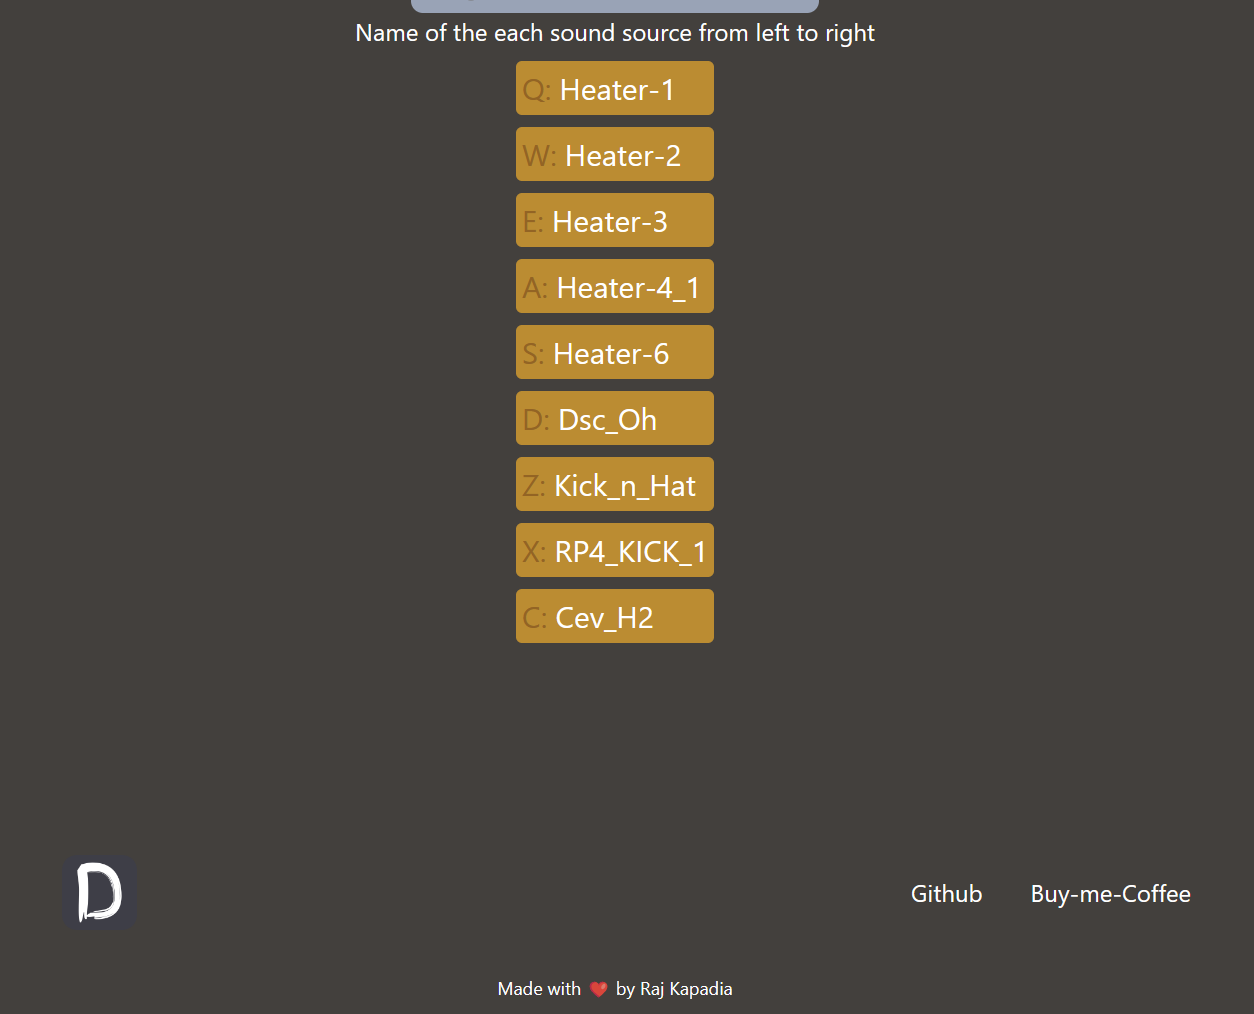 Name of the each sound source from left to right
Q: Heater-1
W: Heater-2
E: Heater-3
A: Heater-4_1
S: Heater-6
D: Dsc_Oh
Z: Kick_n_Hat
X: RP4_KICK_1
C: Cev_H2
D
Github Buy-me-Coffee
Made with ❤️ by Raj Kapadia